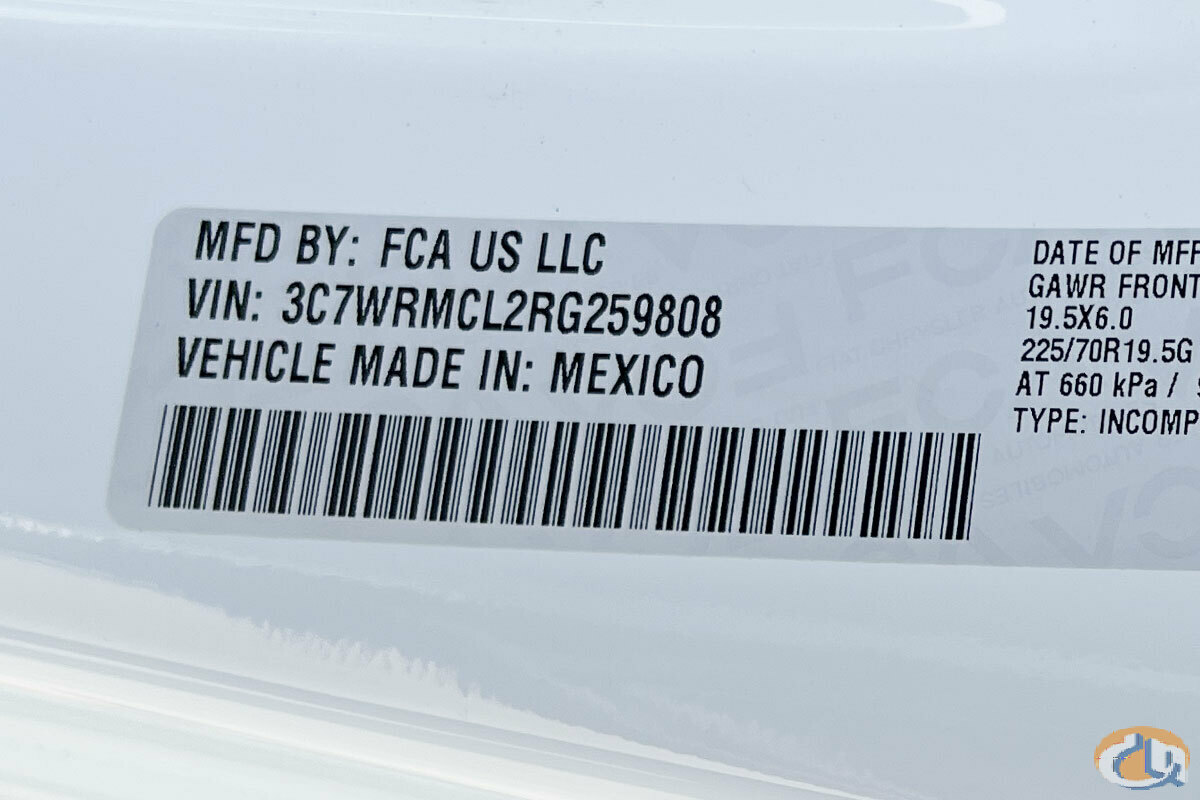 MFD BY: FCA US LLC
VIN: 3C7WRMCL2RG259808
VEHICLE MADE IN: MEXICO
DATE OF MFR
GAWR FRONT
19.5X6.0
225/70R19.5G
AT 660 kPa /
TYPE: INCOMP